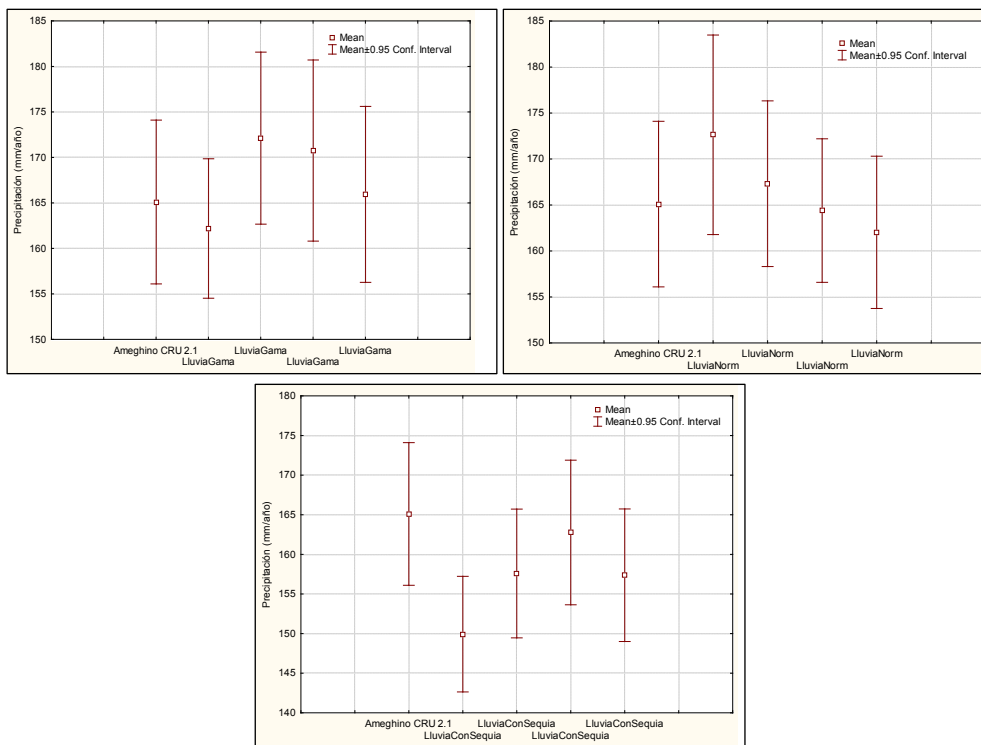 185
180
175
170
165
160
155
150
Precipitación (mm/año)
Mean
Mean±0.95 Conf. Interval
Ameghino CRU 2.1 LluviaGama LluviaGama
LluviaGama LluviaGama
185
180
175
170
165
160
155
150
Precipitación (mm/año)
Mean
Mean±0.95 Conf. Interval
Ameghino CRU 2.1 LluviaNorm LluviaNorm
LluviaNorm LluviaNorm
180
175
170
165
160
155
150
145
140
Precipitación (mm/año)
Mean
Mean±0.95 Conf. Interval
Ameghino CRU 2.1 LluviaConSequia LluviaConSequia
LluviaConSequia LluviaConSequia